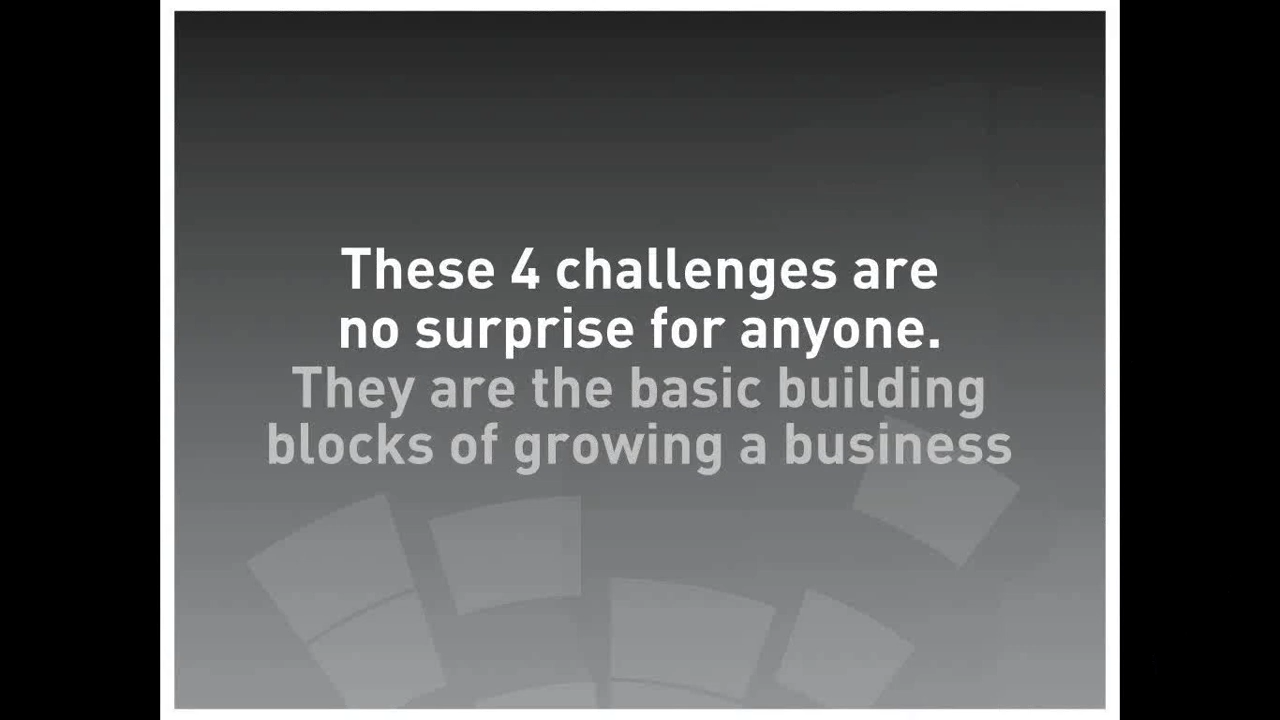 These 4 challenges are
no surprise for anyone.
They are the basic building
blocks of growing a business